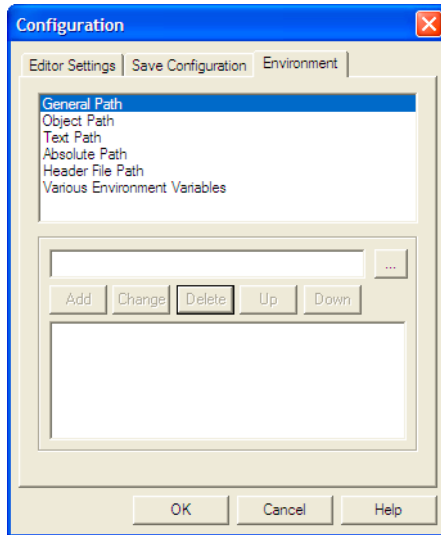 Configuration
Editor Settings Save Configuration Environment
General Path
Object Path
Text Path
Absolute Path
Header File Path
Various Environment Variables
...
Add Change Delete Up Down
OK Cancel Help